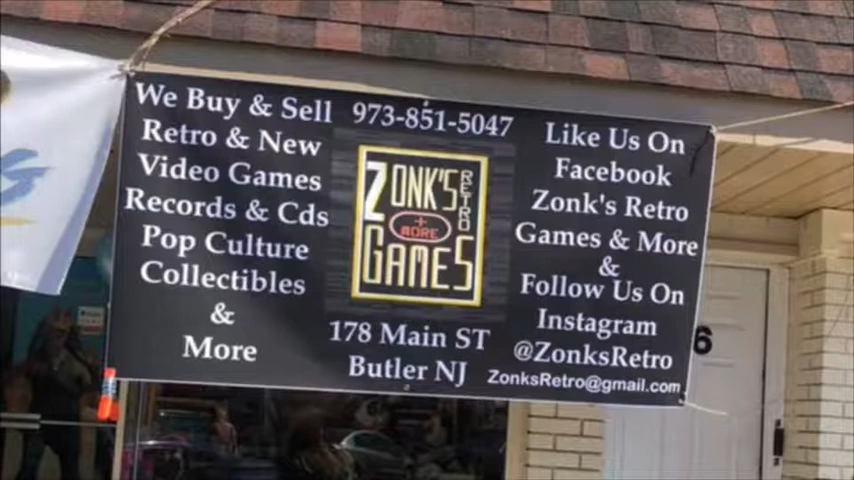 We Buy & Sell
Retro & New
Video Games
Records & Cds
Pop Culture
Collectibles
&
More
973-851-5047
ZONK'S
RETRO
+
MORE
GAMES
178 Main ST
Butler NJ
Like Us On
Facebook
Zonk's Retro
Games & More
&
Follow Us On
Instagram
@ZonksRetro
ZonksRetro@gmail.com
6